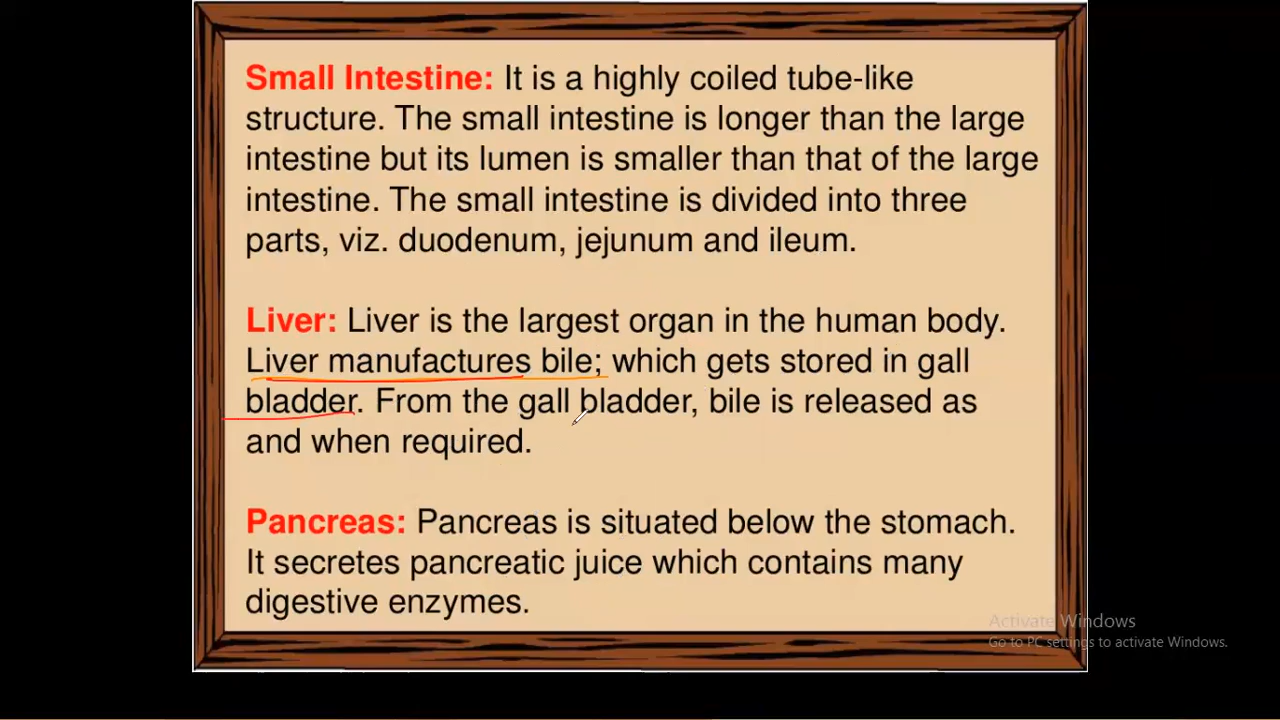 Small Intestine: It is a highly coiled tube-like
structure. The small intestine is longer than the large
intestine but its lumen is smaller than that of the large
intestine. The small intestine is divided into three
parts, viz. duodenum, jejunum and ileum.
Liver: Liver is the largest organ in the human body.
Liver manufactures bile; which gets stored in gall
bladder. From the gall bladder, bile is released as
and when required.
Pancreas: Pancreas is situated below the stomach.
It secretes pancreatic juice which contains many
digestive enzymes.
Activate Windows
Go to PC settings to activate Windows.